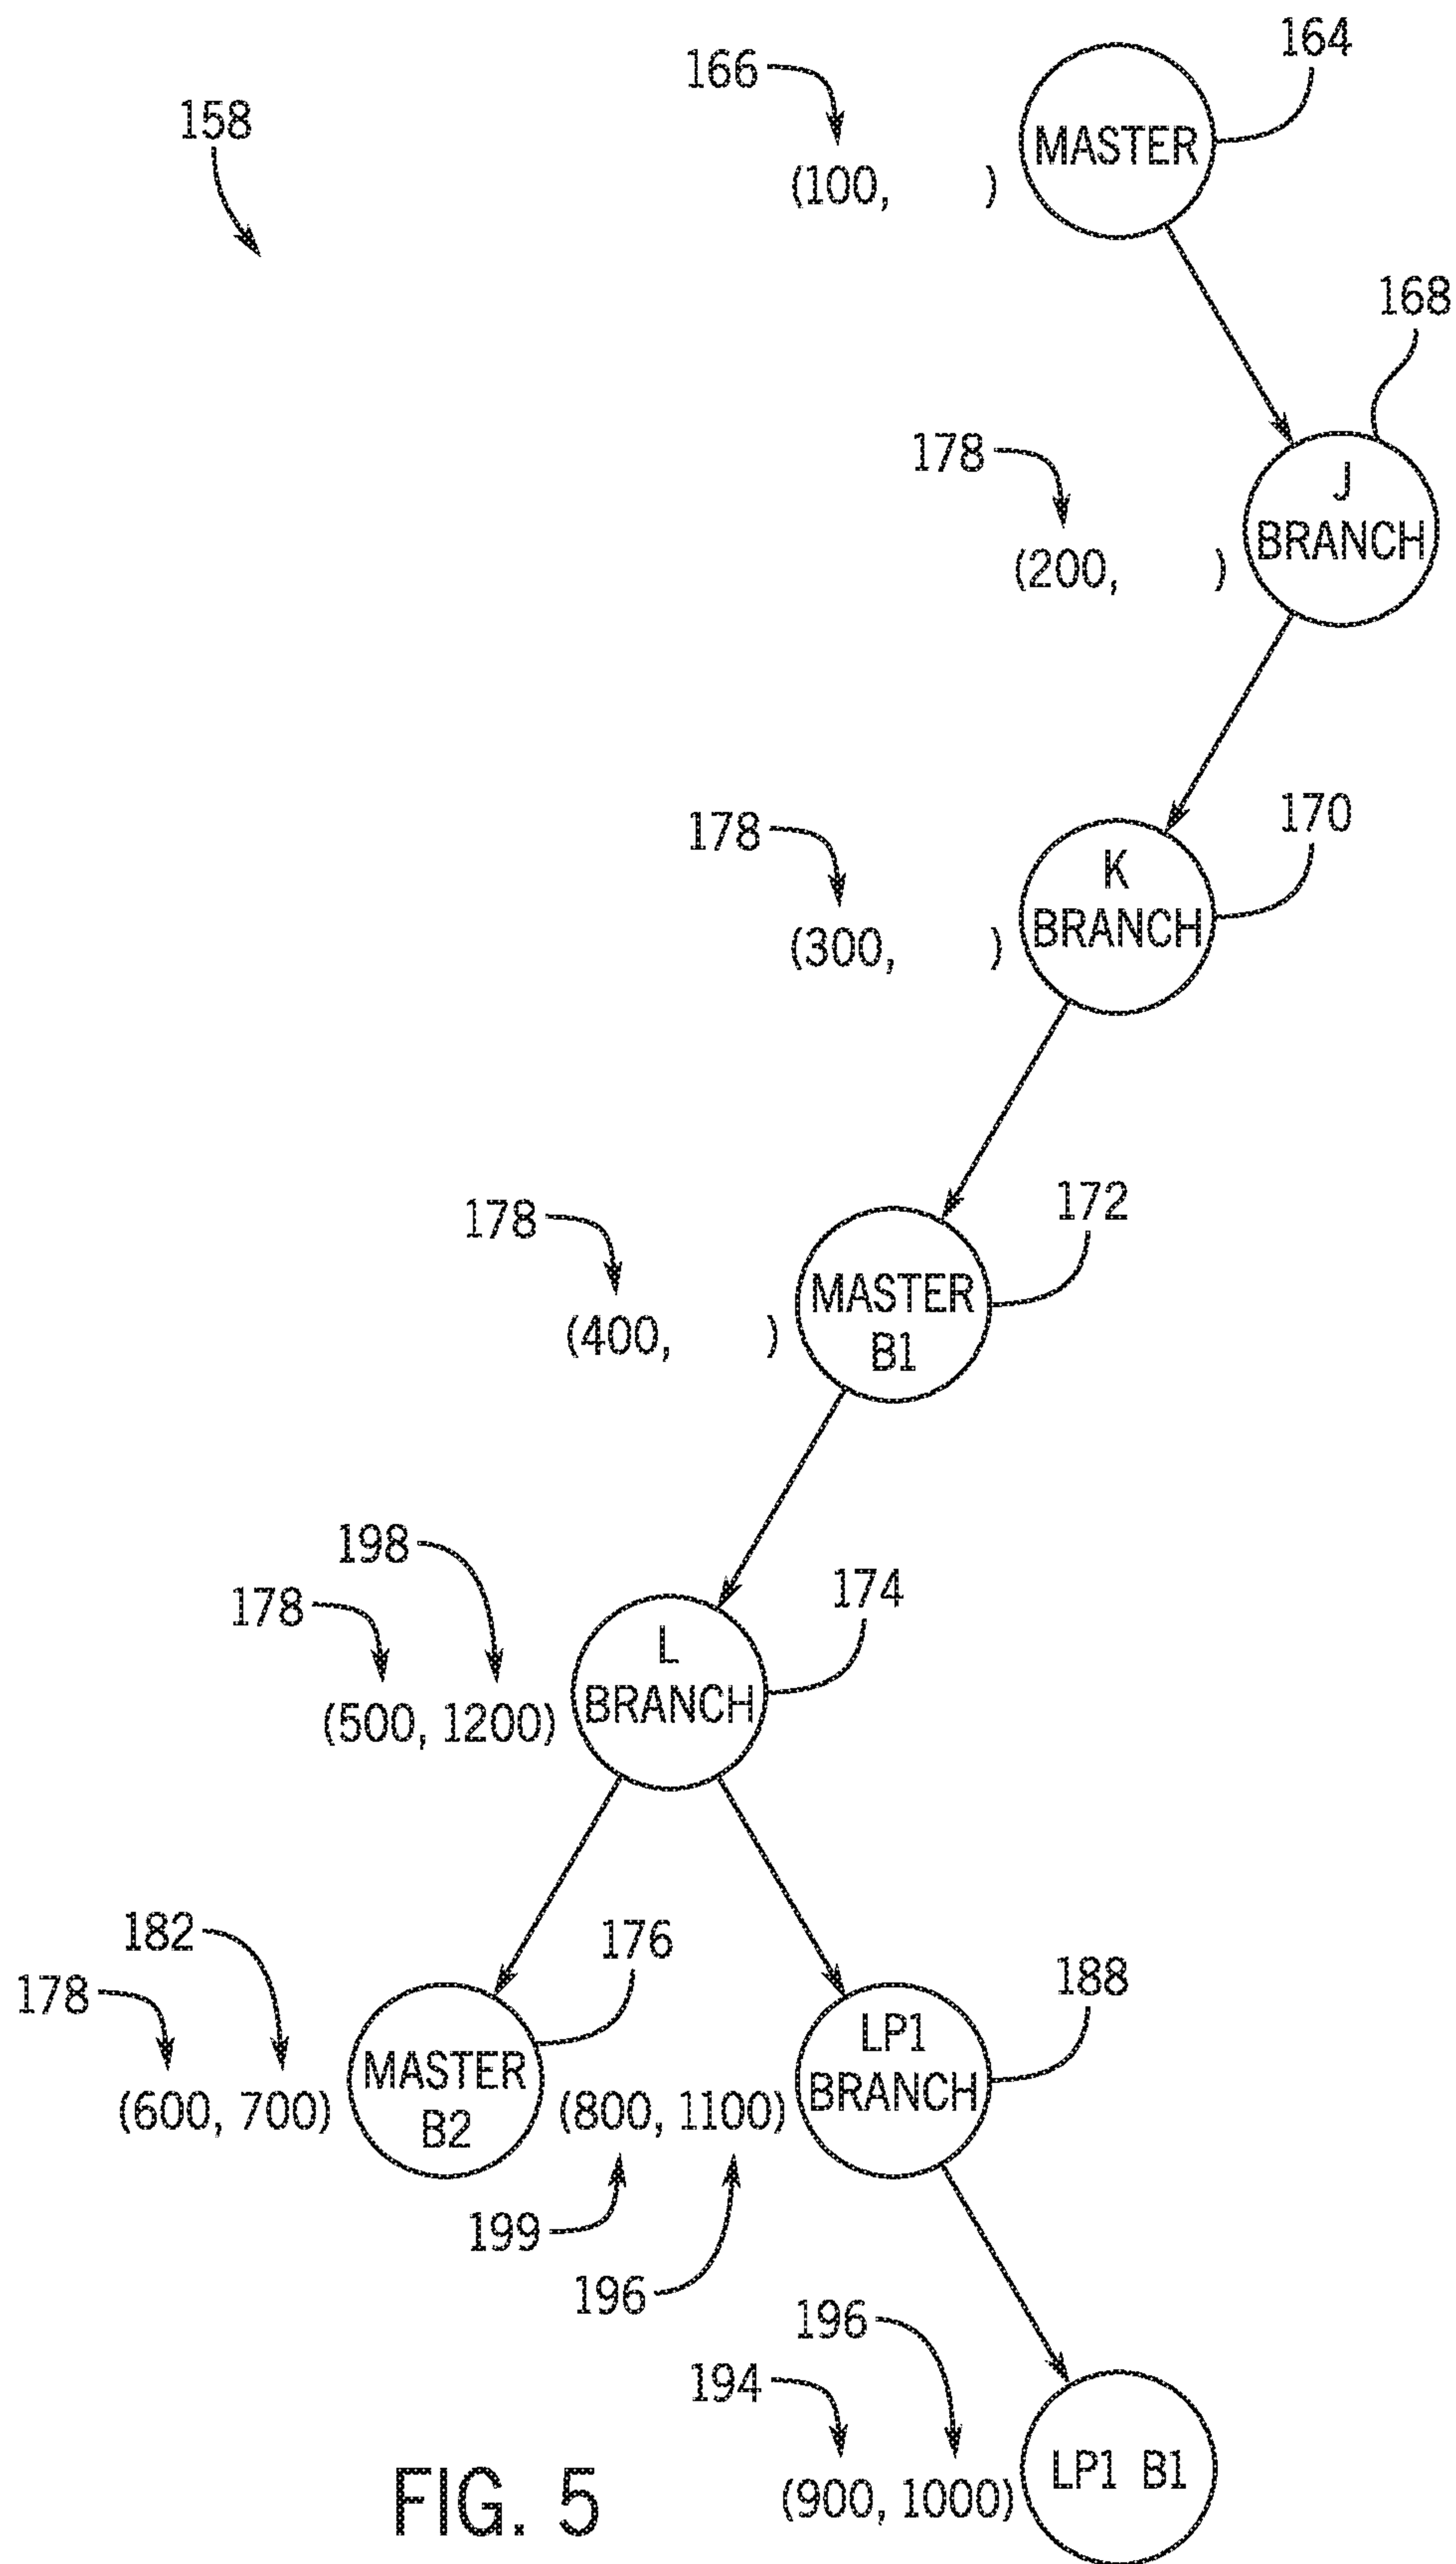 164
166
MASTER
158
(100,    )
168
178
J
BRANCH
(200,    )
178
170
K
BRANCH
(300,    )
178
172
MASTER
B1
(400,    )
198
174
178
L
BRANCH
(500, 1200)
182
176
178
188
LP1
BRANCH
MASTER
B2
(600, 700)
(800, 1100)
199
196
196
194
LP1 B1
(900, 1000)
FIG. 5